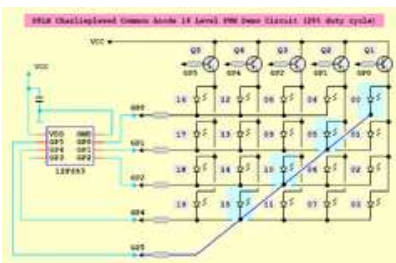 20LED Charlieplexed Common Anode 16 Level PWM Demo Circuit (20% duty cycle)
VCC
Q5 Q4 Q3 Q2 Q1
GP5 GP4 GP2 GP1 GP0
VCC
16 12 08 04 00
GP0
VDD GND
GP5 GP0
GP4 GP1
GP3 GP2
12F683
17 13 09 05 01
GP1
18 14 10 06 02
GP2
19 15 11 07 03
GP4
GP5